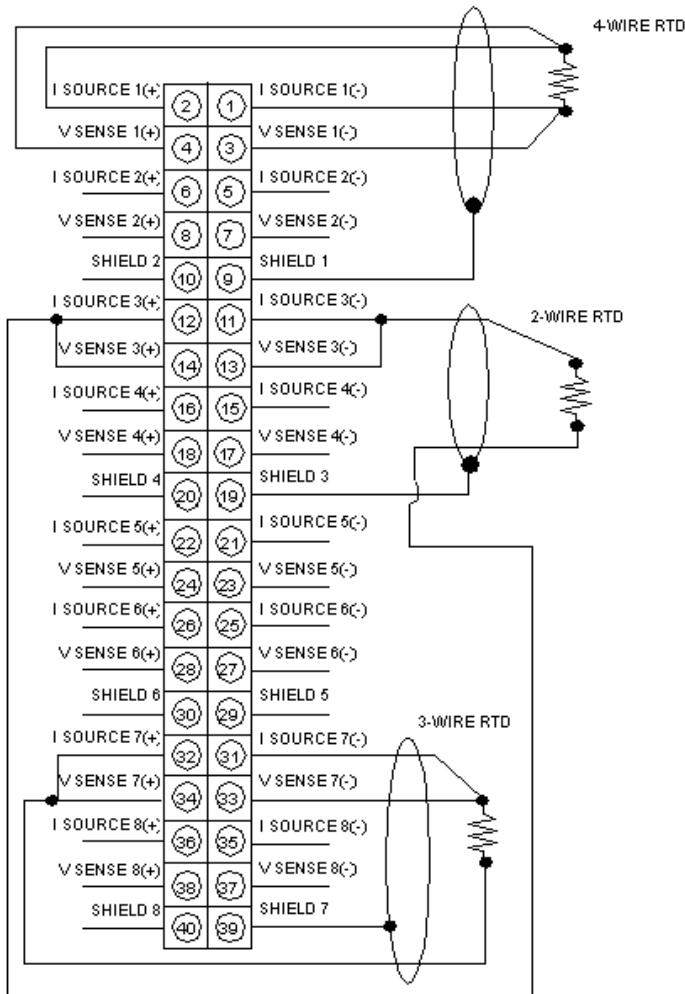 4-WIRE RTD
I SOURCE 1(+) 2 1 I SOURCE 1(-)
V SENSE 1(+) 4 3 V SENSE 1(-)
I SOURCE 2(+) 6 5 I SOURCE 2(-)
V SENSE 2(+) 8 7 V SENSE 2(-)
SHIELD 2 10 9 SHIELD 1
I SOURCE 3(+) 12 11 I SOURCE 3(-)
2-WIRE RTD
V SENSE 3(+) 14 13 V SENSE 3(-)
I SOURCE 4(+) 16 15 I SOURCE 4(-)
V SENSE 4(+) 18 17 V SENSE 4(-)
SHIELD 4 20 19 SHIELD 3
I SOURCE 5(+) 22 21 I SOURCE 5(-)
V SENSE 5(+) 24 23 V SENSE 5(-)
I SOURCE 6(+) 26 25 I SOURCE 6(-)
V SENSE 6(+) 28 27 V SENSE 6(-)
SHIELD 6 30 29 SHIELD 5
3-WIRE RTD
I SOURCE 7(+) 32 31 I SOURCE 7(-)
V SENSE 7(+) 34 33 V SENSE 7(-)
I SOURCE 8(+) 36 35 I SOURCE 8(-)
V SENSE 8(+) 38 37 V SENSE 8(-)
SHIELD 8 40 39 SHIELD 7